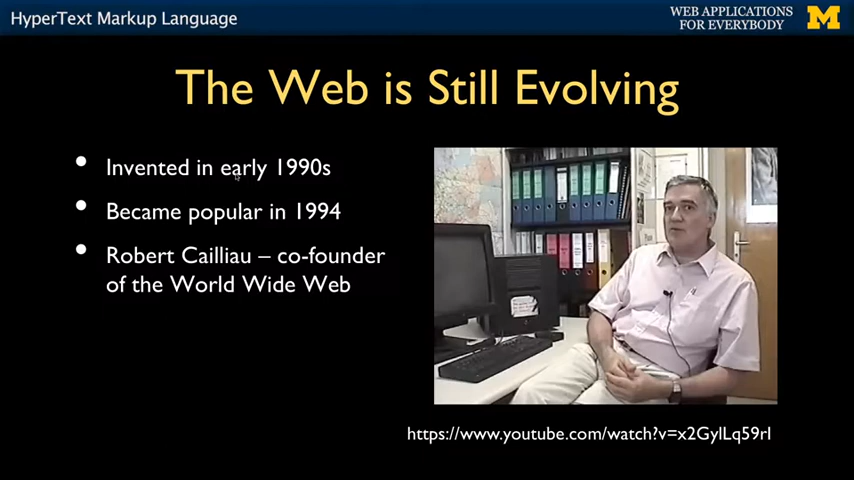 HyperText Markup Language
WEB APPLICATIONS
FOR EVERYBODY
M
The Web is Still Evolving
• Invented in early 1990s
• Became popular in 1994
• Robert Cailliau – co-founder
of the World Wide Web
https://www.youtube.com/watch?v=x2GylLq59rI